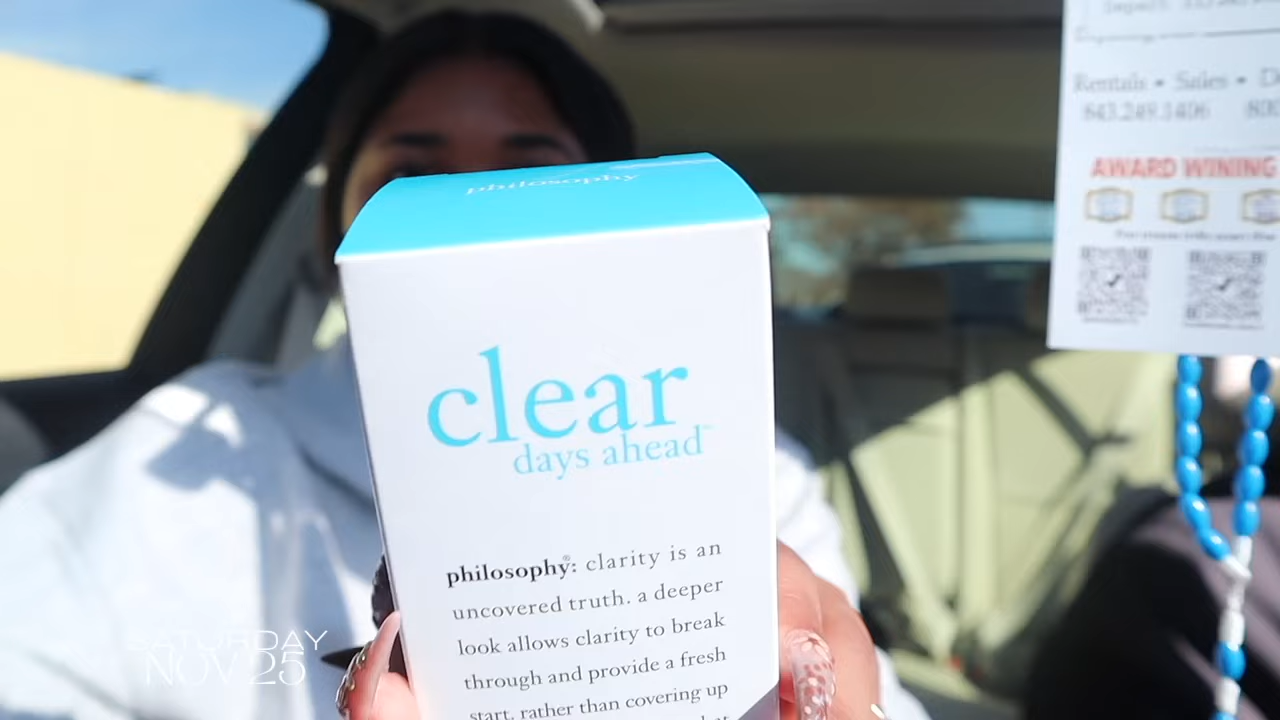 philosophy
clear
days ahead™
philosophy®: clarity is an
uncovered truth. a deeper
look allows clarity to break
through and provide a fresh
start, rather than covering up
Rentals • Sales •
843.249.1406
AWARD WINING
SATURDAY
NOV 25